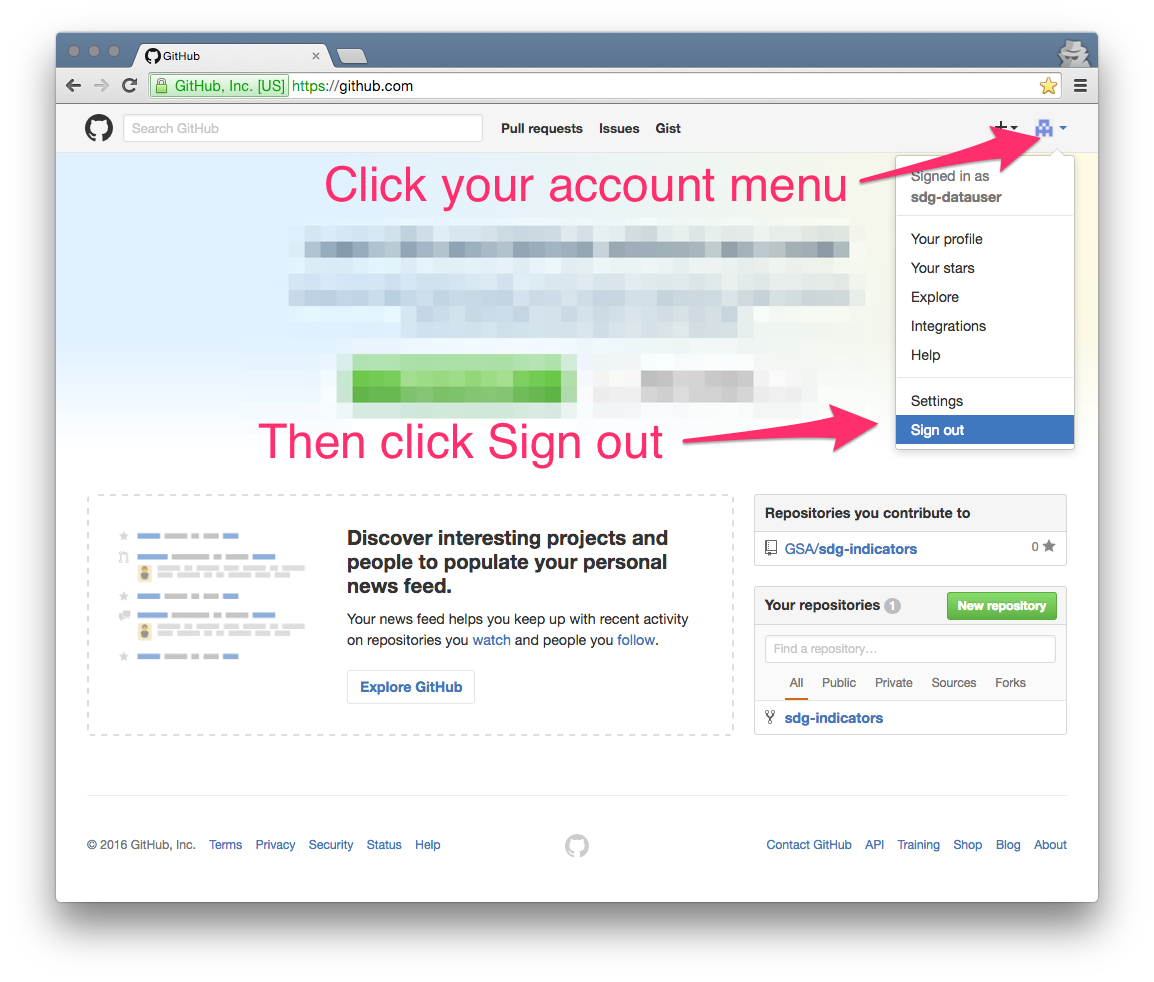 GitHub
GitHub, Inc. [US] https://github.com
Search GitHub
Pull requests Issues Gist
Click your account menu
Signed in as
sdg-datauser
Your profile
Your stars
Explore
Integrations
Help
Settings
Sign out
Then click Sign out
Discover interesting projects and
people to populate your personal
news feed.
Your news feed helps you keep up with recent activity
on repositories you watch and people you follow.
Explore GitHub
Repositories you contribute to
GSA/sdg-indicators 0
Your repositories 1 New repository
Find a repository...
All Public Private Sources Forks
sdg-indicators
© 2016 GitHub, Inc. Terms Privacy Security Status Help
Contact GitHub API Training Shop Blog About